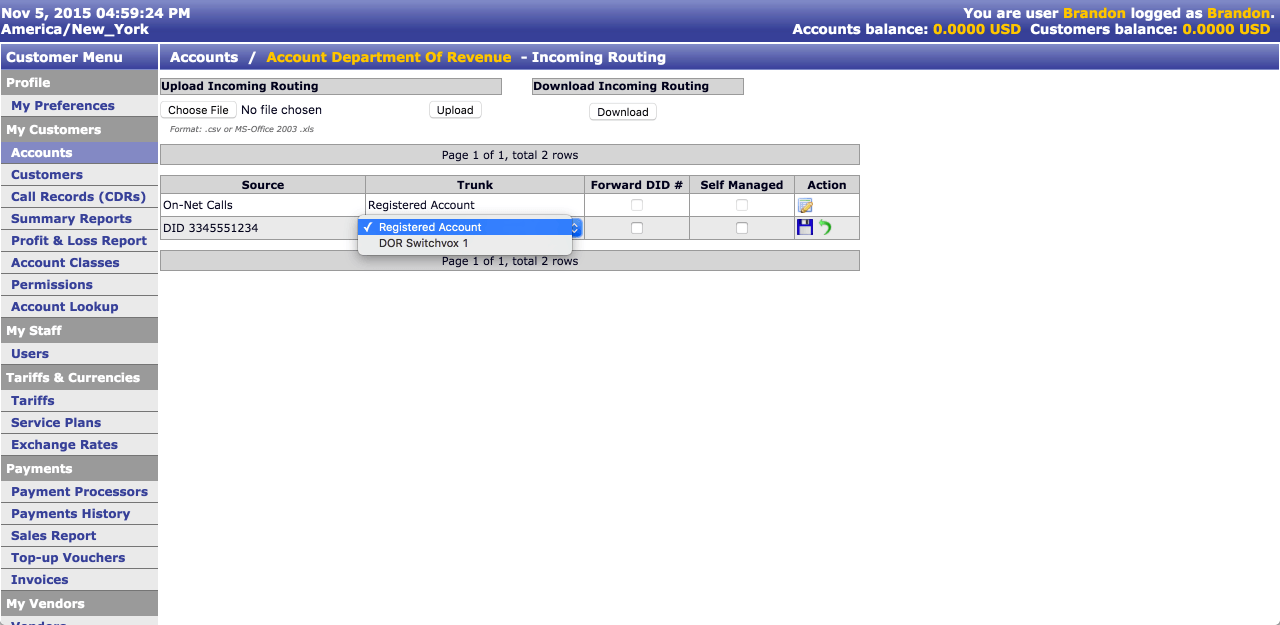 Nov 5, 2015 04:59:24 PM
America/New_York
You are user Brandon logged as Brandon.
Accounts balance: 0.0000 USD Customers balance: 0.0000 USD
Customer Menu
Profile
My Preferences
My Customers
Accounts
Customers
Call Records (CDRs)
Summary Reports
Profit & Loss Report
Account Classes
Permissions
Account Lookup
My Staff
Users
Tariffs & Currencies
Tariffs
Service Plans
Exchange Rates
Payments
Payment Processors
Payments History
Sales Report
Top-up Vouchers
Invoices
My Vendors
Vendors
Accounts / Account Department Of Revenue - Incoming Routing
Upload Incoming Routing
Choose File No file chosen Upload
Format: .csv or MS-Office 2003 .xls
Download Incoming Routing
Download
Page 1 of 1, total 2 rows
Source Trunk Forward DID # Self Managed Action
On-Net Calls Registered Account
DID 3345551234 ✓ Registered Account
DOR Switchvox 1
Page 1 of 1, total 2 rows